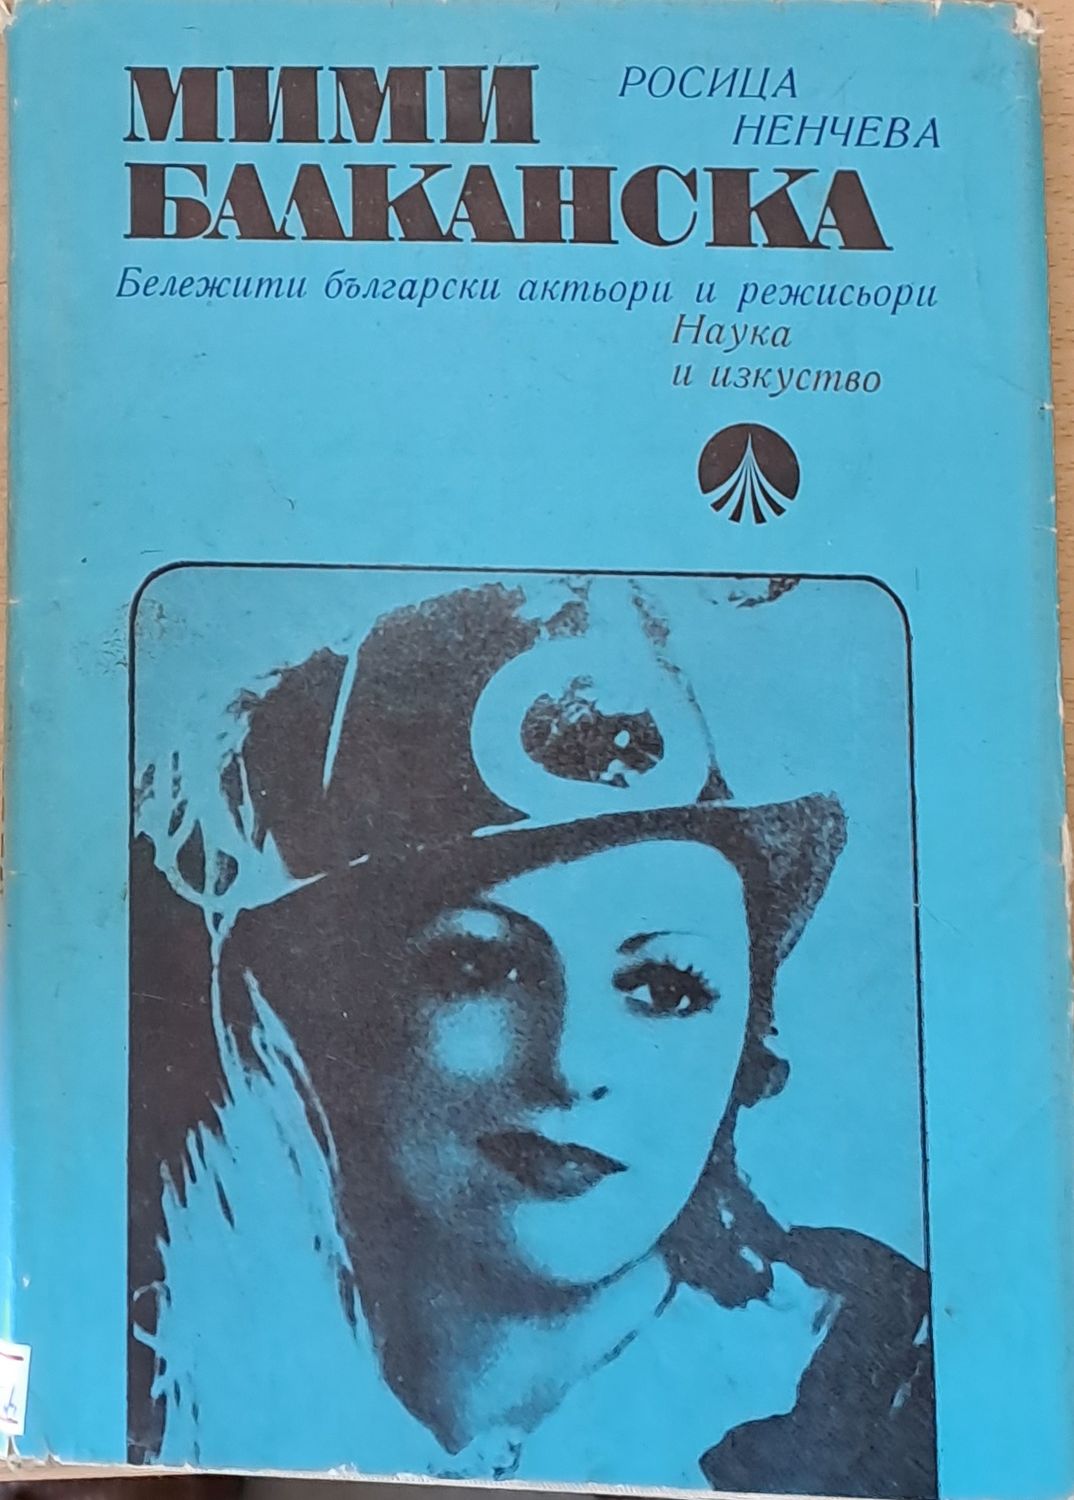 МИМИ
БАЛКАНСКА
РОСИЦА
НЕНЧЕВА
Бележити български актьори и режисьори
Наука
и изкуство